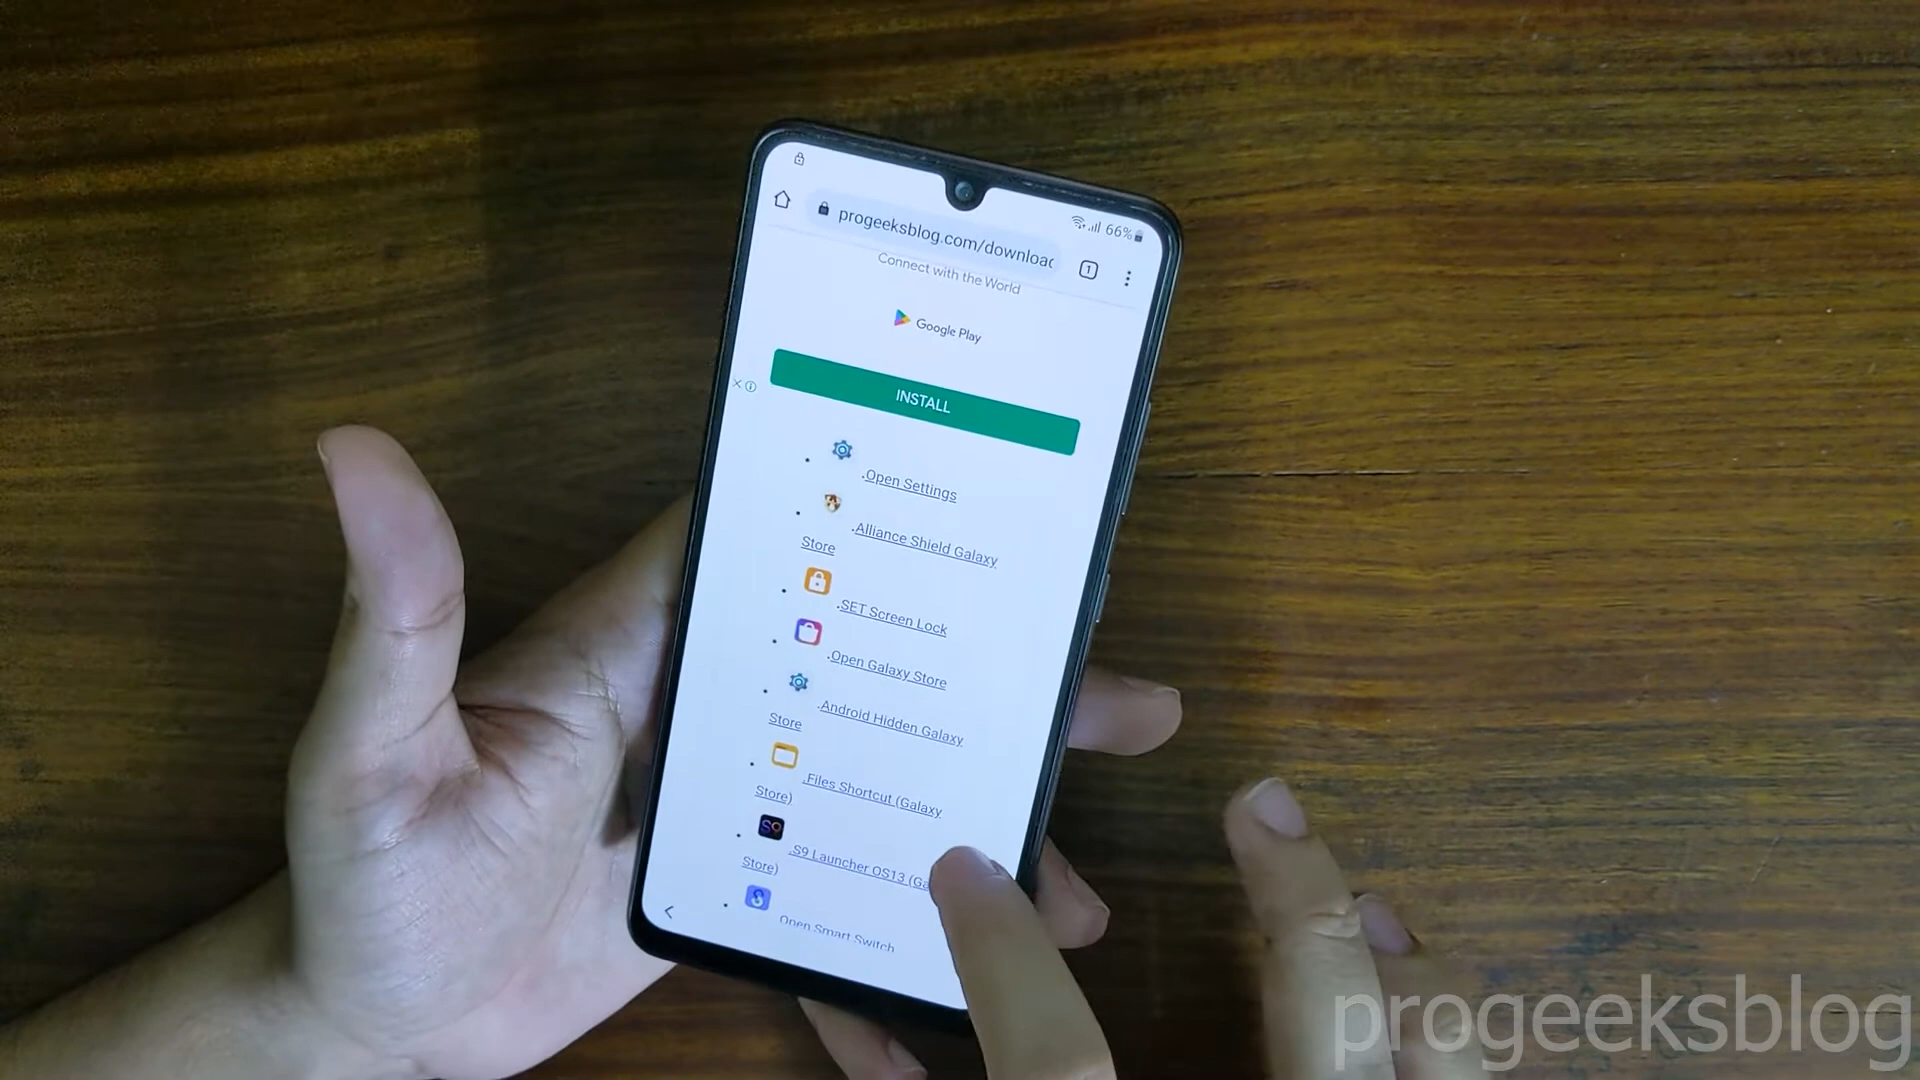 66%
progeeksblog.com/downloac
1
Connect with the World
Google Play
INSTALL
.Open Settings
.Alliance Shield Galaxy
Store
.SET Screen Lock
.Open Galaxy Store
.Android Hidden Galaxy
Store
.Files Shortcut (Galaxy
Store)
S9
.S9 Launcher OS13 (Ga
Store)
Open Smart Switch
progeeksblog